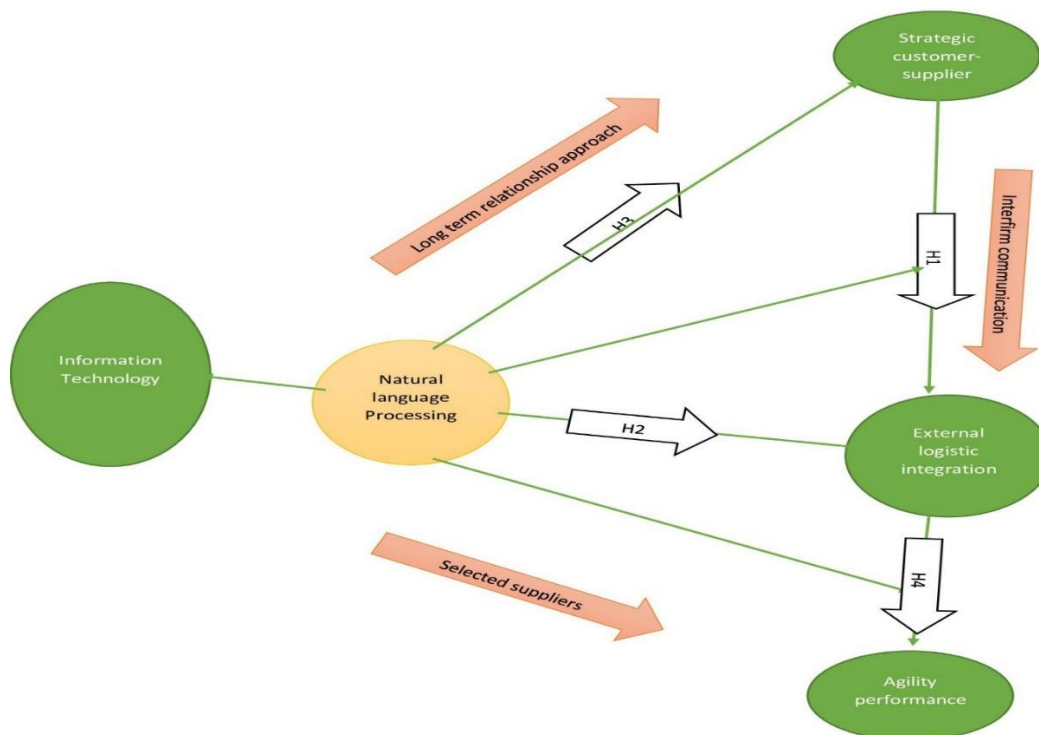 Strategic
customer-
supplier
Long term relationship approach
H3
Interfirm communication
H1
Information
Technology
Natural
language
Processing
H2
External
logistic
integration
Selected suppliers
H4
Agility
performance